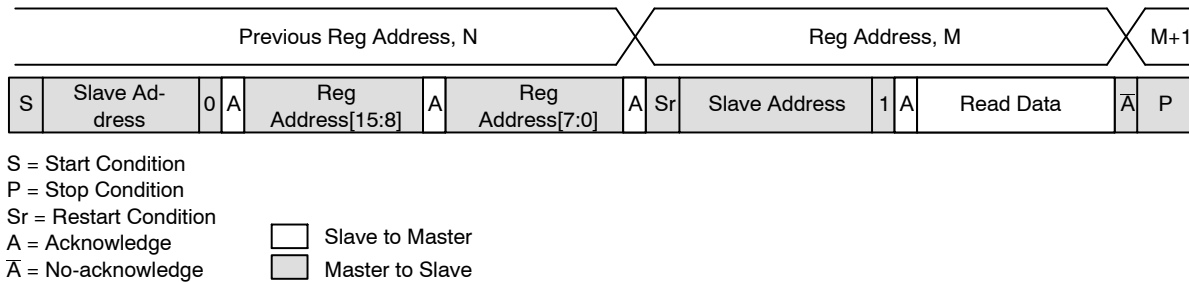 Previous Reg Address, N Reg Address, M M+1
S Slave Ad-
dress 0 A Reg
Address[15:8] A Reg
Address[7:0] A Sr Slave Address 1 A Read Data A̅ P
S = Start Condition
P = Stop Condition
Sr = Restart Condition
A = Acknowledge
A̅ = No-acknowledge
Slave to Master
Master to Slave